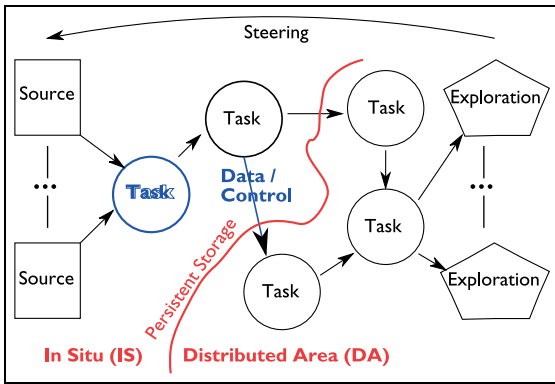 Steering
Source
Task
Task
Exploration
Task
Data /
Control
...
...
Task
Source
Persistent Storage
Task
Exploration
In Situ (IS)
Distributed Area (DA)